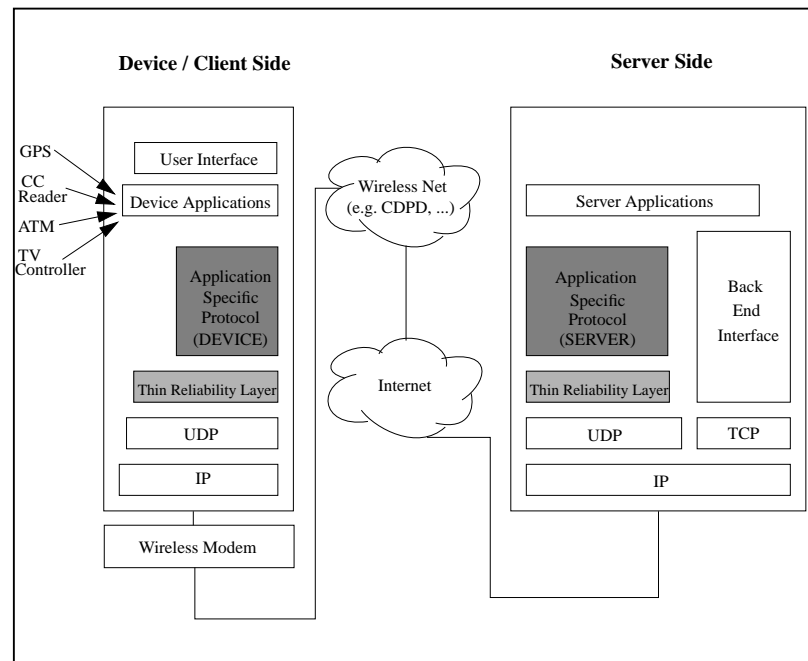 Device / Client Side
Server Side
GPS
CC
Reader
ATM
TV
Controller
User Interface
Device Applications
Application
Specific
Protocol
(DEVICE)
Thin Reliability Layer
UDP
IP
Wireless Modem
Wireless Net
(e.g. CDPD, ...)
Internet
Server Applications
Application
Specific
Protocol
(SERVER)
Back
End
Interface
Thin Reliability Layer
UDP
TCP
IP